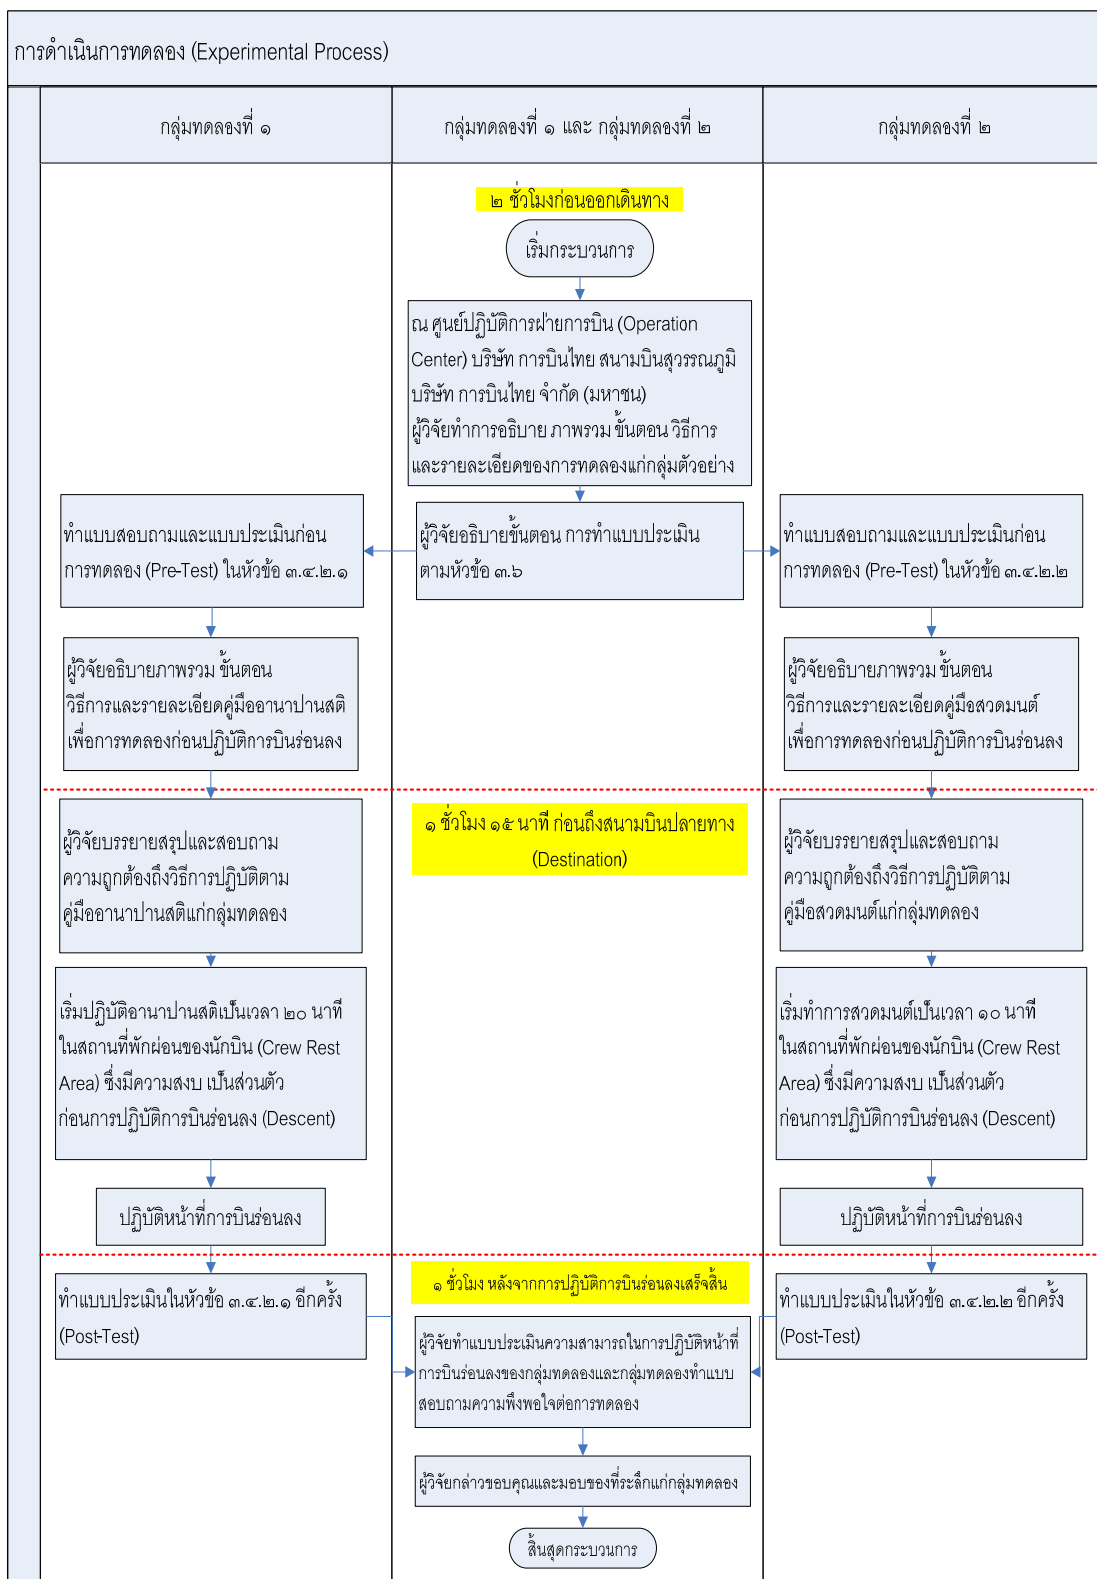 การดำเนินการทดลอง (Experimental Process)
กลุ่มทดลองที่ ๑
กลุ่มทดลองที่ ๑ และ กลุ่มทดลองที่ ๒
กลุ่มทดลองที่ ๒
๒ ชั่วโมงก่อนออกเดินทาง
เริ่มกระบวนการ
ณ ศูนย์ปฏิบัติการฝ่ายการบิน (Operation
Center) บริษัท การบินไทย สนามบินสุวรรณภูมิ
บริษัท การบินไทย จำกัด (มหาชน)
ผู้วิจัยทำการอธิบาย ภาพรวม ขั้นตอน วิธีการ
และรายละเอียดของการทดลองแก่กลุ่มตัวอย่าง
ทำแบบสอบถามและแบบประเมินก่อน
การทดลอง (Pre-Test) ในหัวข้อ ๓.๔.๒.๑
ผู้วิจัยอธิบายขั้นตอน การทำแบบประเมิน
ตามหัวข้อ ๓.๖
ทำแบบสอบถามและแบบประเมินก่อน
การทดลอง (Pre-Test) ในหัวข้อ ๓.๔.๒.๒
ผู้วิจัยอธิบายภาพรวม ขั้นตอน
วิธีการและรายละเอียดคู่มืออานาปานสติ
เพื่อการทดลองก่อนปฏิบัติการบินร่อนลง
ผู้วิจัยอธิบายภาพรวม ขั้นตอน
วิธีการและรายละเอียดคู่มือสวดมนต์
เพื่อการทดลองก่อนปฏิบัติการบินร่อนลง
๑ ชั่วโมง ๑๕ นาที ก่อนถึงสนามบินปลายทาง
(Destination)
ผู้วิจัยบรรยายสรุปและสอบถาม
ความถูกต้องถึงวิธีการปฏิบัติตาม
คู่มืออานาปานสติแก่กลุ่มทดลอง
ผู้วิจัยบรรยายสรุปและสอบถาม
ความถูกต้องถึงวิธีการปฏิบัติตาม
คู่มือสวดมนต์แก่กลุ่มทดลอง
เริ่มปฏิบัติอานาปานสติเป็นเวลา ๒๐ นาที
ในสถานที่พักผ่อนของนักบิน (Crew Rest
Area) ซึ่งมีความสงบ เป็นส่วนตัว
ก่อนการปฏิบัติการบินร่อนลง (Descent)
เริ่มทำการสวดมนต์เป็นเวลา ๑๐ นาที
ในสถานที่พักผ่อนของนักบิน (Crew Rest
Area) ซึ่งมีความสงบ เป็นส่วนตัว
ก่อนการปฏิบัติการบินร่อนลง (Descent)
ปฏิบัติหน้าที่การบินร่อนลง
ปฏิบัติหน้าที่การบินร่อนลง
๑ ชั่วโมง หลังจากการปฏิบัติการบินร่อนลงเสร็จสิ้น
ทำแบบประเมินในหัวข้อ ๓.๔.๒.๑ อีกครั้ง
(Post-Test)
ทำแบบประเมินในหัวข้อ ๓.๔.๒.๒ อีกครั้ง
(Post-Test)
ผู้วิจัยทำแบบประเมินความสามารถในการปฏิบัติหน้าที่
การบินร่อนลงของกลุ่มทดลองและกลุ่มทดลองทำแบบ
สอบถามความพึงพอใจต่อการทดลอง
ผู้วิจัยกล่าวขอบคุณและมอบของที่ระลึกแก่กลุ่มทดลอง
สิ้นสุดกระบวนการ